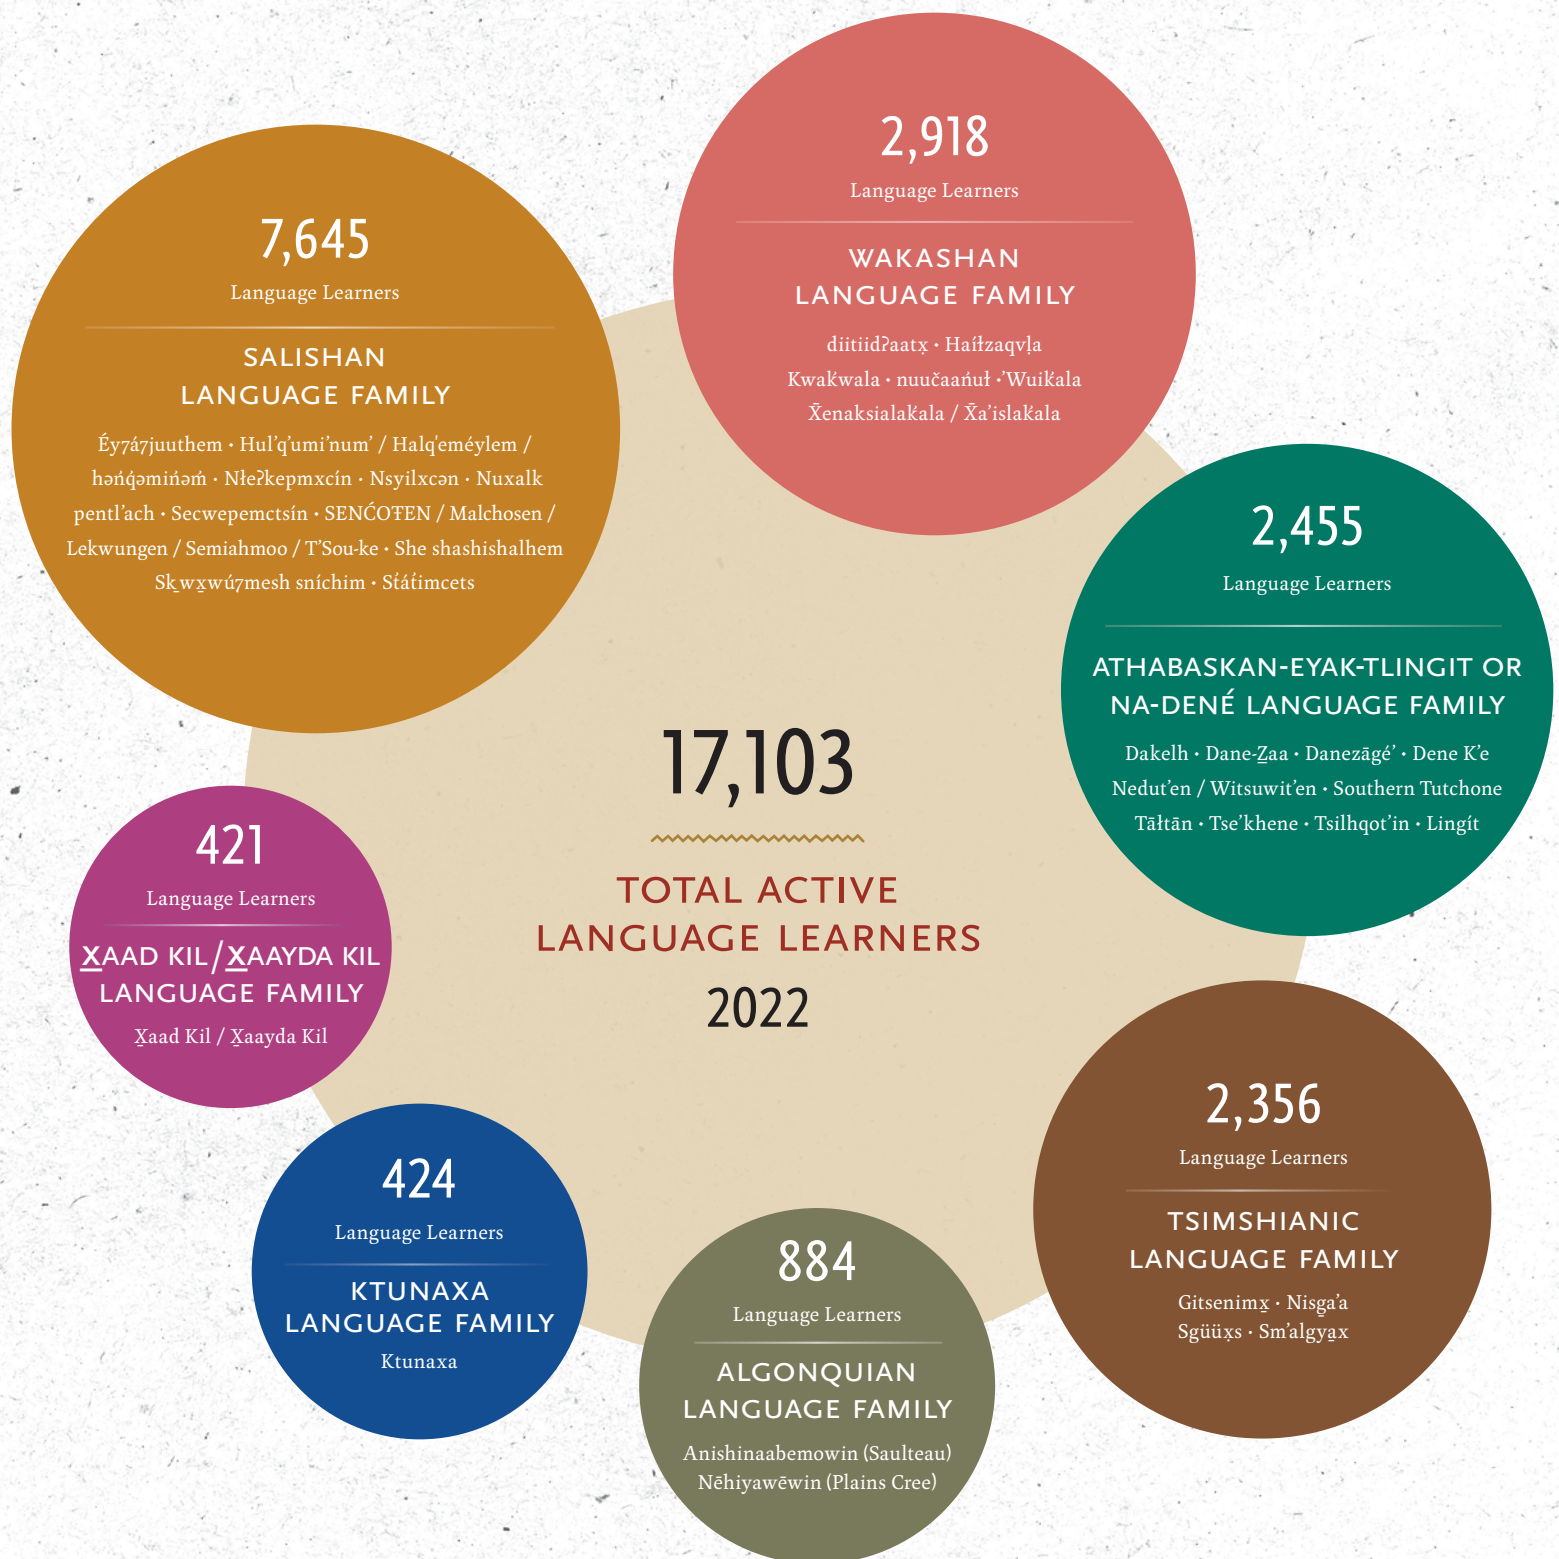 7,645
Language Learners
SALISHAN
LANGUAGE FAMILY
Éy7á7juuthem • Hul’q’umi’num’ / Halq'eméylem /
hən̓q̓əmin̓əm̓ • Nłeʔkepmxcín • Nsyilxcən • Nuxalk
pentl’ach • Secwepemctsín • SENĆOŦEN / Malchosen /
Lekwungen / Semiahmoo / T’Sou-ke • She shashishalhem
Sḵwx̱wú7mesh sníchim • St̓át̓imcets
2,918
Language Learners
WAKASHAN
LANGUAGE FAMILY
diitiidʔaatx̣ • Haíɫzaqvḷa
Kwak̓wala • nuučaan̓uɫ •’Wuik̓ala
X̄enaksialak̓ala / X̄a’islak̓ala
2,455
Language Learners
ATHABASKAN-EYAK-TLINGIT OR
NA-DENÉ LANGUAGE FAMILY
Dakelh • Dane-Z̲aa • Danezāgé’ • Dene K’e
Nedut’en / Witsuwit’en • Southern Tutchone
Tāłtān • Tse’khene • Tsilhqot’in • Lingít
17,103
TOTAL ACTIVE
LANGUAGE LEARNERS
2022
421
Language Learners
X̲AAD KIL/X̲AAYDA KIL
LANGUAGE FAMILY
X̱aad Kil / X̱aayda Kil
2,356
Language Learners
TSIMSHIANIC
LANGUAGE FAMILY
Gitsenimx̱ • Nisg̱a’a
Sgüüx̣s • Sm’algya̱x
424
Language Learners
KTUNAXA
LANGUAGE FAMILY
Ktunaxa
884
Language Learners
ALGONQUIAN
LANGUAGE FAMILY
Anishinaabemowin (Saulteau)
Nēhiyawēwin (Plains Cree)